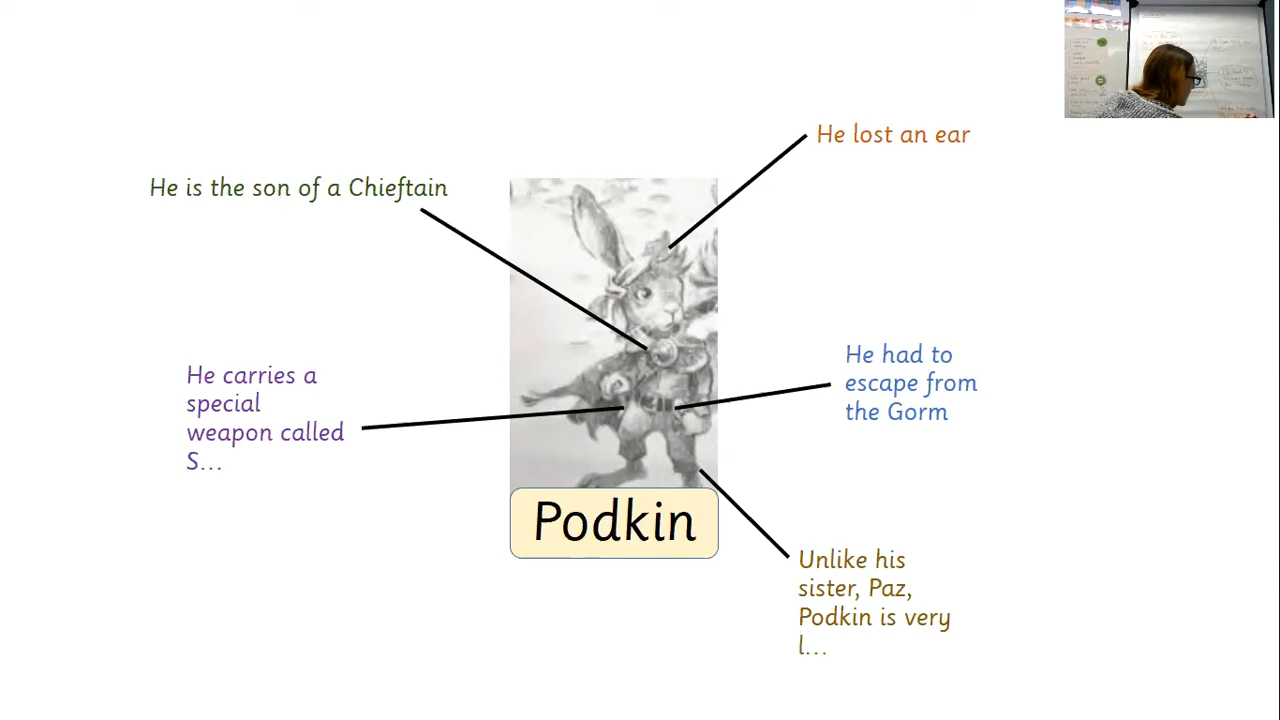 He lost an ear
He is the son of a Chieftain
He had to
escape from
the Gorm
He carries a
special
weapon called
S...
Podkin
Unlike his
sister, Paz,
Podkin is very
l...